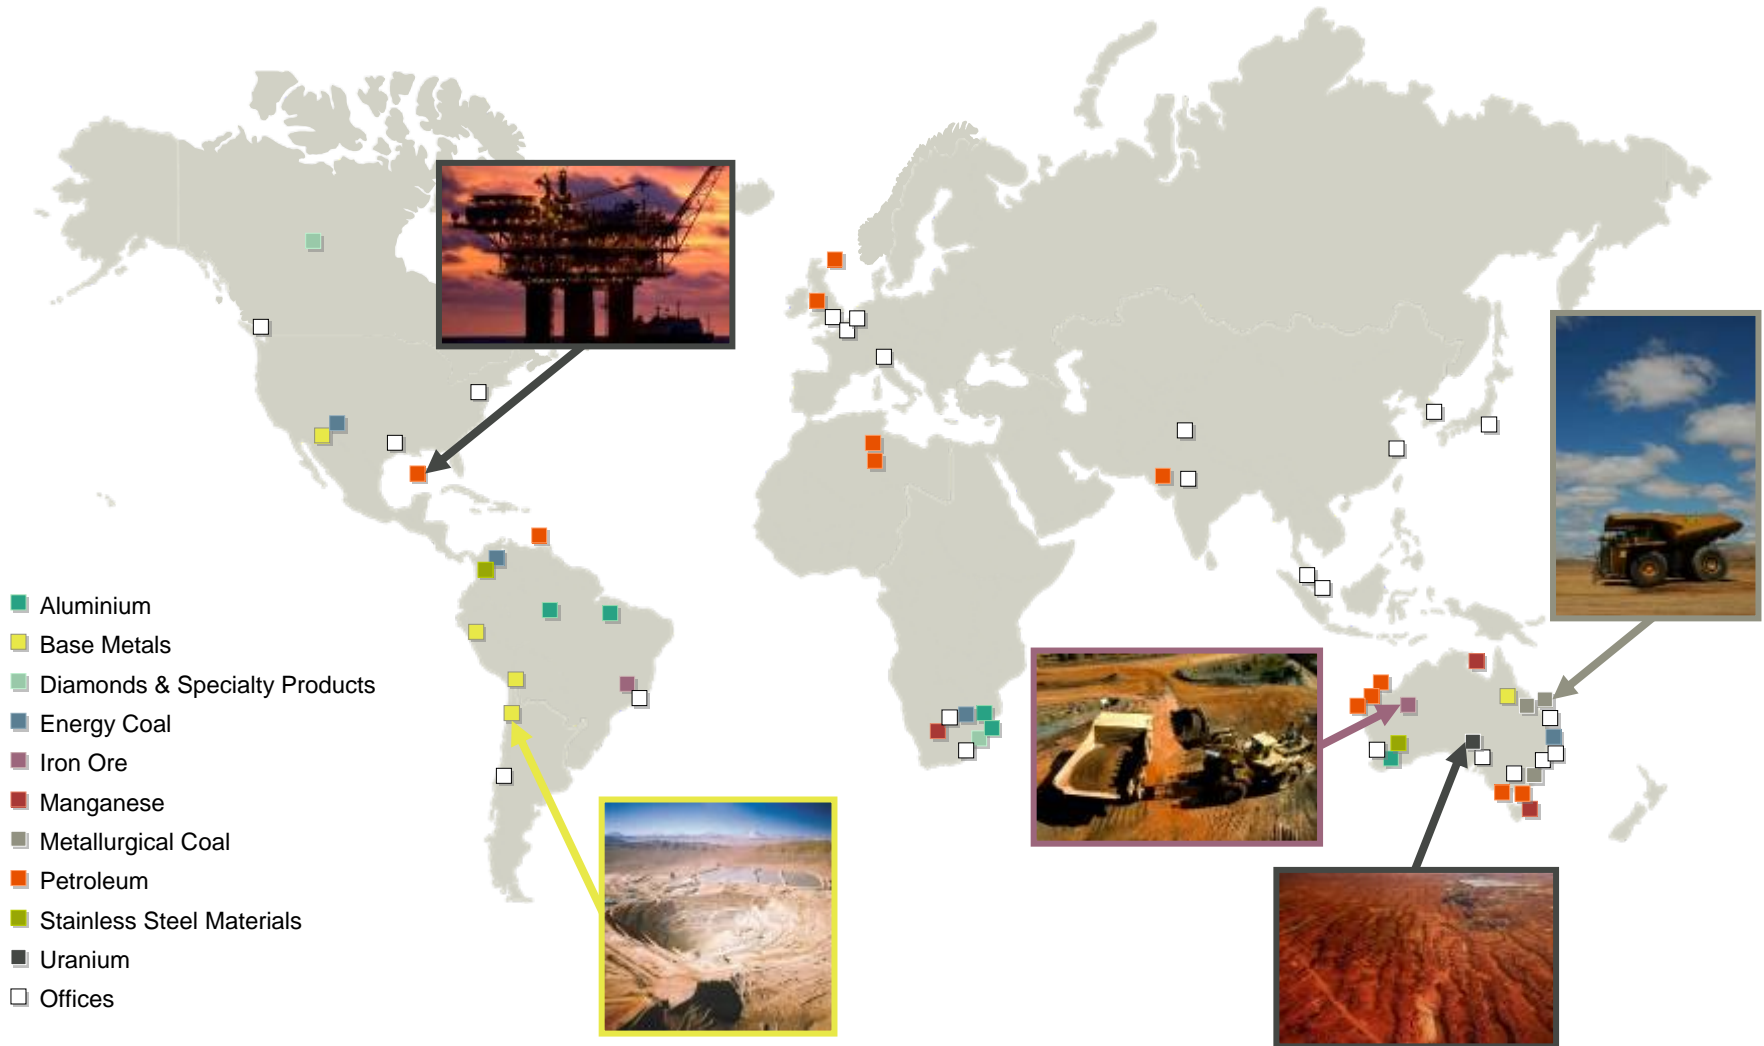 Aluminium
Base Metals
Diamonds & Specialty Products
Energy Coal
Iron Ore
Manganese
Metallurgical Coal
Petroleum
Stainless Steel Materials
Uranium
Offices